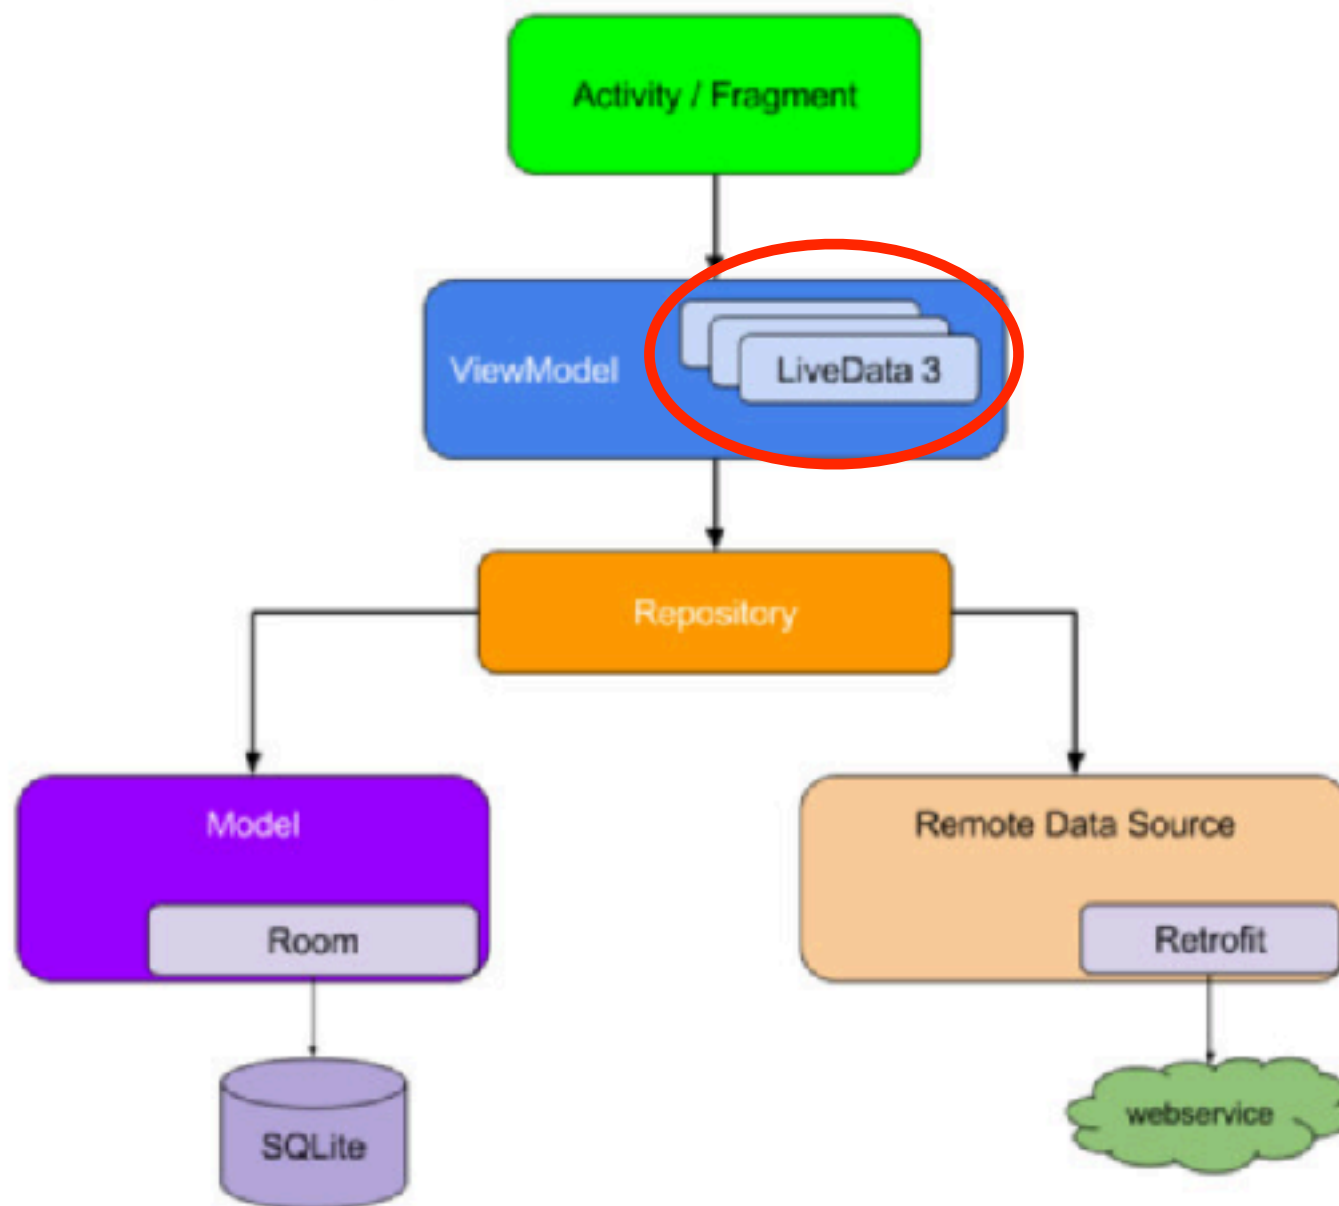 Activity / Fragment
ViewModel
LiveData 3
Repository
Model
Remote Data Source
Room
Retrofit
SQLite
webservice